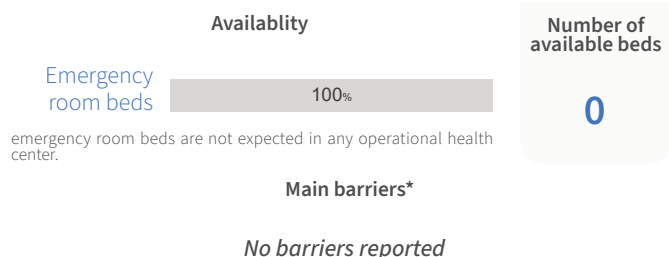 Availablity
Number of
available beds
Emergency
room beds
100%
0
emergency room beds are not expected in any operational health
center.
Main barriers*
No barriers reported